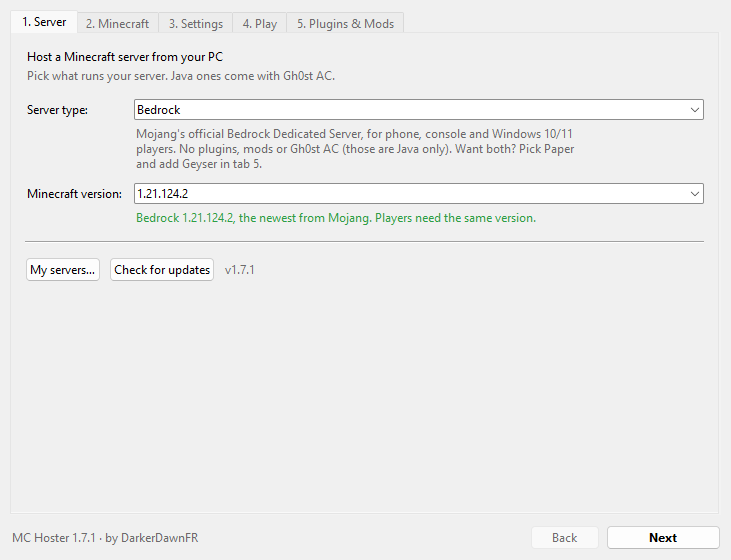 1. Server
2. Minecraft
3. Settings
4. Play
5. Plugins & Mods
Host a Minecraft server from your PC
Pick what runs your server. Java ones come with Gh0st AC.
Server type:
Bedrock
Mojang's official Bedrock Dedicated Server, for phone, console and Windows 10/11
players. No plugins, mods or Gh0st AC (those are Java only). Want both? Pick Paper
and add Geyser in tab 5.
Minecraft version:
1.21.124.2
Bedrock 1.21.124.2, the newest from Mojang. Players need the same version.
My servers...
Check for updates
v1.7.1
MC Hoster 1.7.1 · by DarkerDawnFR
Back
Next